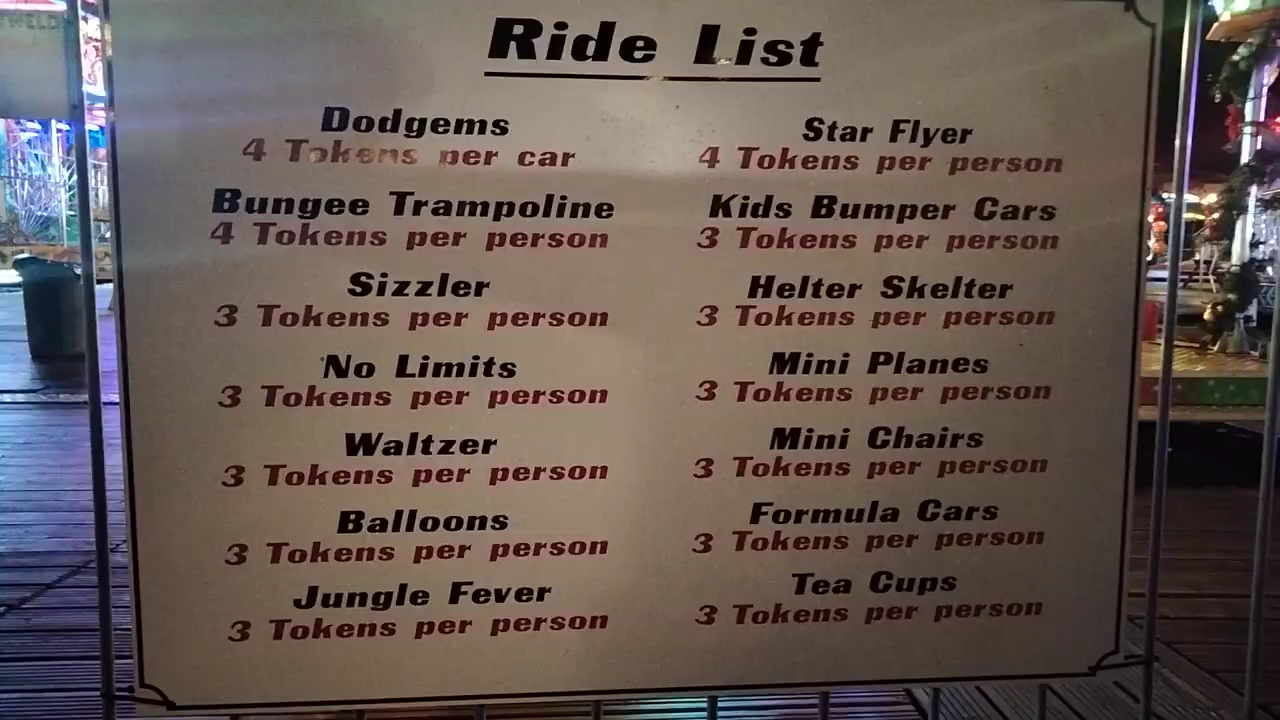 Ride List
Dodgems
4 Tokens per car
Bungee Trampoline
4 Tokens per person
Sizzler
3 Tokens per person
No Limits
3 Tokens per person
Waltzer
3 Tokens per person
Balloons
3 Tokens per person
Jungle Fever
3 Tokens per person
Star Flyer
4 Tokens per person
Kids Bumper Cars
3 Tokens per person
Helter Skelter
3 Tokens per person
Mini Planes
3 Tokens per person
Mini Chairs
3 Tokens per person
Formula Cars
3 Tokens per person
Tea Cups
3 Tokens per person